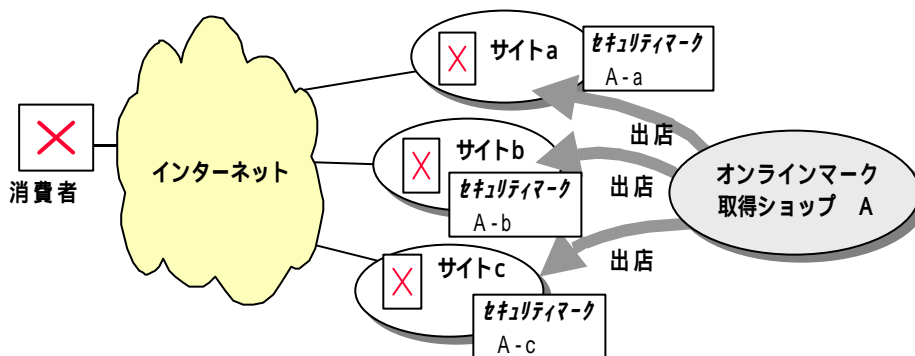 サイトa
セキュリティマーク
A-a
出店
消費者
インターネット
サイトb
セキュリティマーク
A-b
出店
オンラインマーク
取得ショップ A
サイトc
出店
セキュリティマーク
A-c